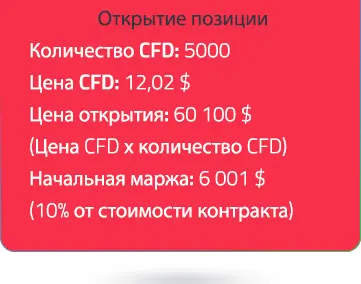 Открытие позиции
Количество CFD: 5000
Цена CFD: 12,02 $
Цена открытия: 60 100 $
(Цена CFD x количество CFD)
Начальная маржа: 6 001 $
(10% от стоимости контракта)